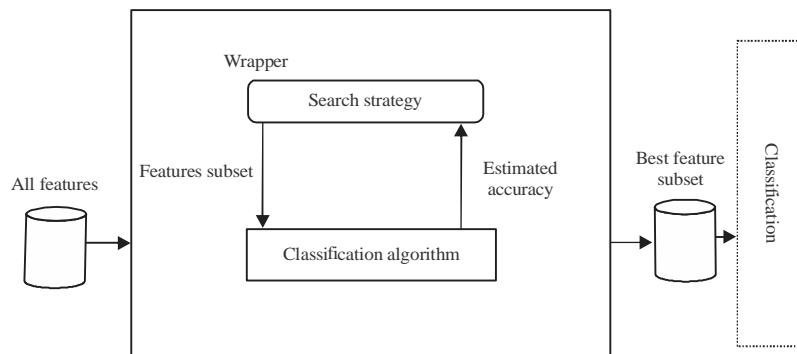 Wrapper
Search strategy
All features
Features subset
Estimated
accuracy
Classification algorithm
Best feature
subset
Classification